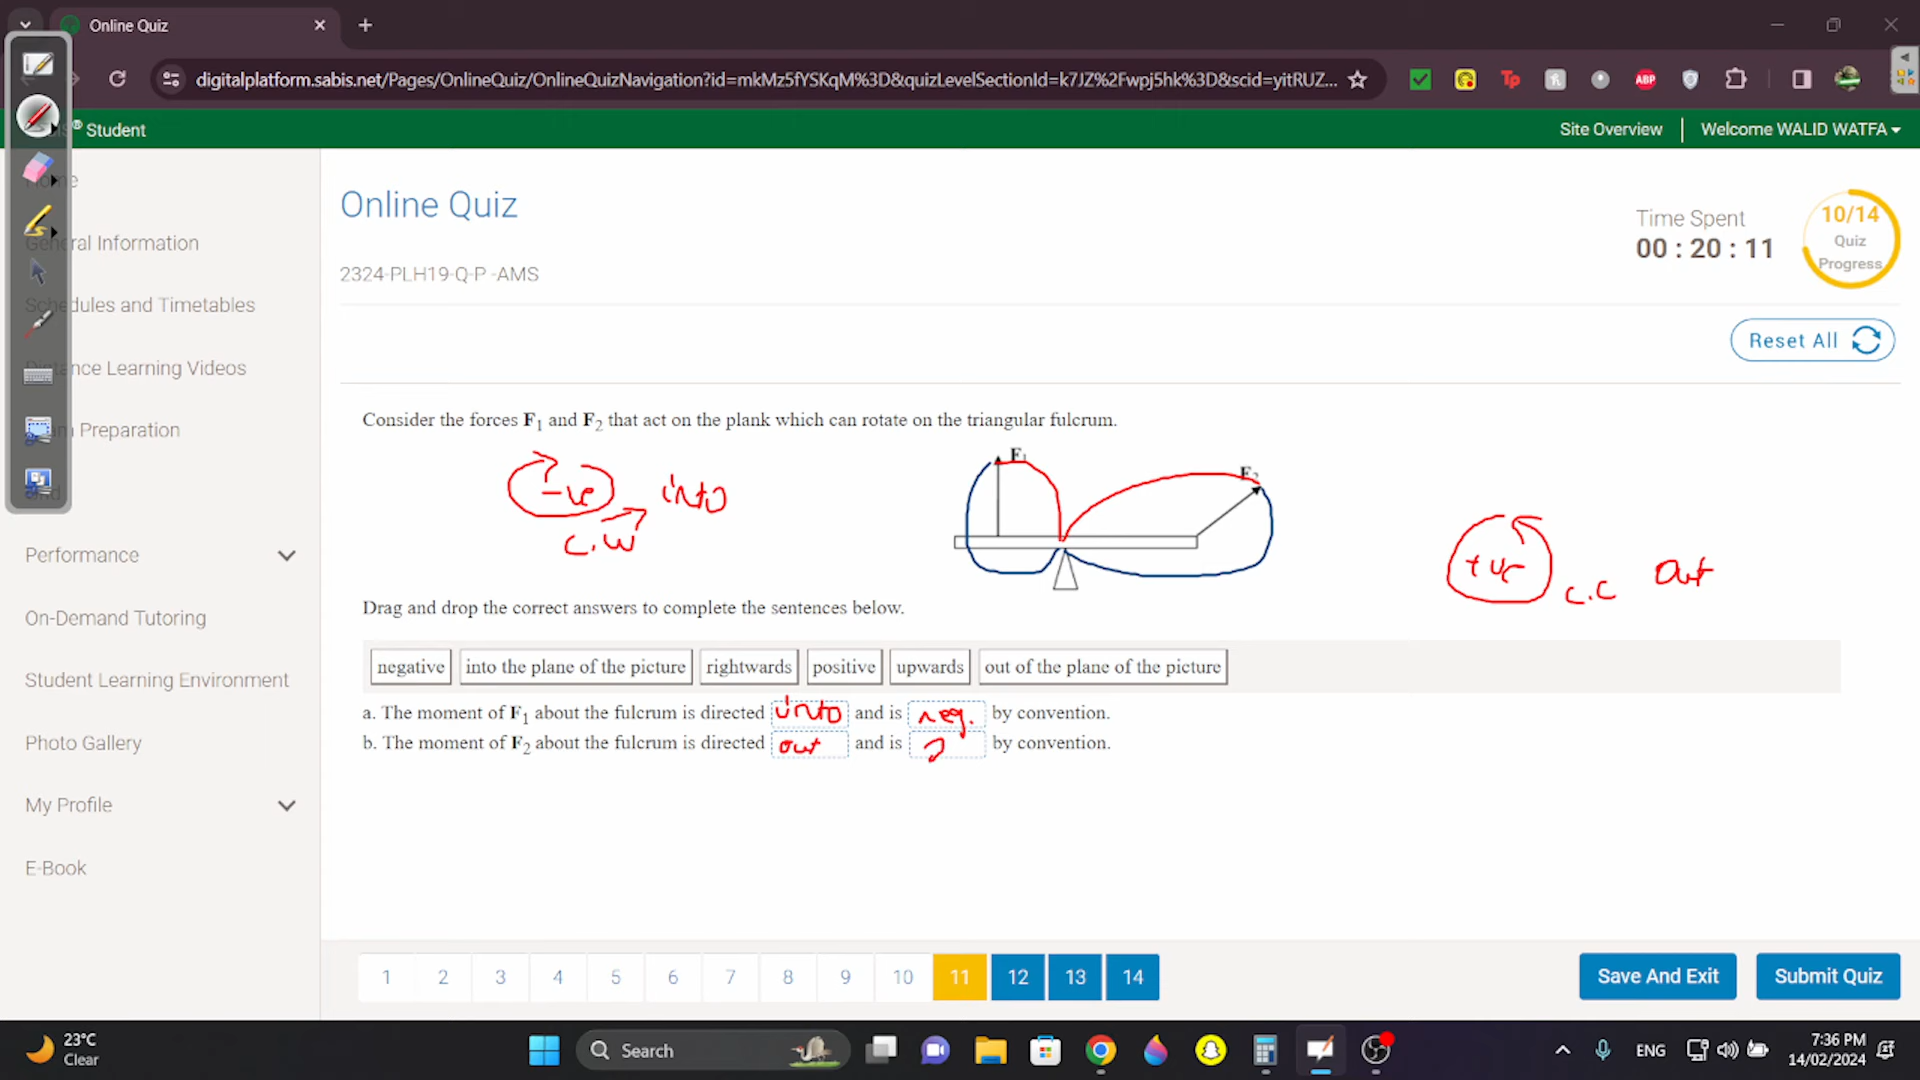 Online Quiz
digitalplatform.sabis.net/Pages/OnlineQuiz/OnlineQuizNavigation?id=mkMz5fYSKqM%3D&quizLevelSectionId=k7JZ%2Fwpj5hk%3D&scid=yitRUZ...
® Student
Site Overview
Welcome WALID WATFA
General Information
Schedules and Timetables
Distance Learning Videos
Preparation
Performance
On-Demand Tutoring
Student Learning Environment
Photo Gallery
My Profile
E-Book
Online Quiz
2324-PLH19-Q-P -AMS
Time Spent
00 : 20 : 11
10/14
Quiz
Progress
Reset All
Consider the forces F₁ and F₂ that act on the plank which can rotate on the triangular fulcrum.
-ve into
C.W
F₁
F₂
+ve
C.C
Out
Drag and drop the correct answers to complete the sentences below.
negative into the plane of the picture rightwards positive upwards out of the plane of the picture
a. The moment of F₁ about the fulcrum is directed into and is neg. by convention.
b. The moment of F₂ about the fulcrum is directed out and is by convention.
1 2 3 4 5 6 7 8 9 10 11 12 13 14
Save And Exit
Submit Quiz
23°C
Clear
Search
ENG
7:36 PM
14/02/2024